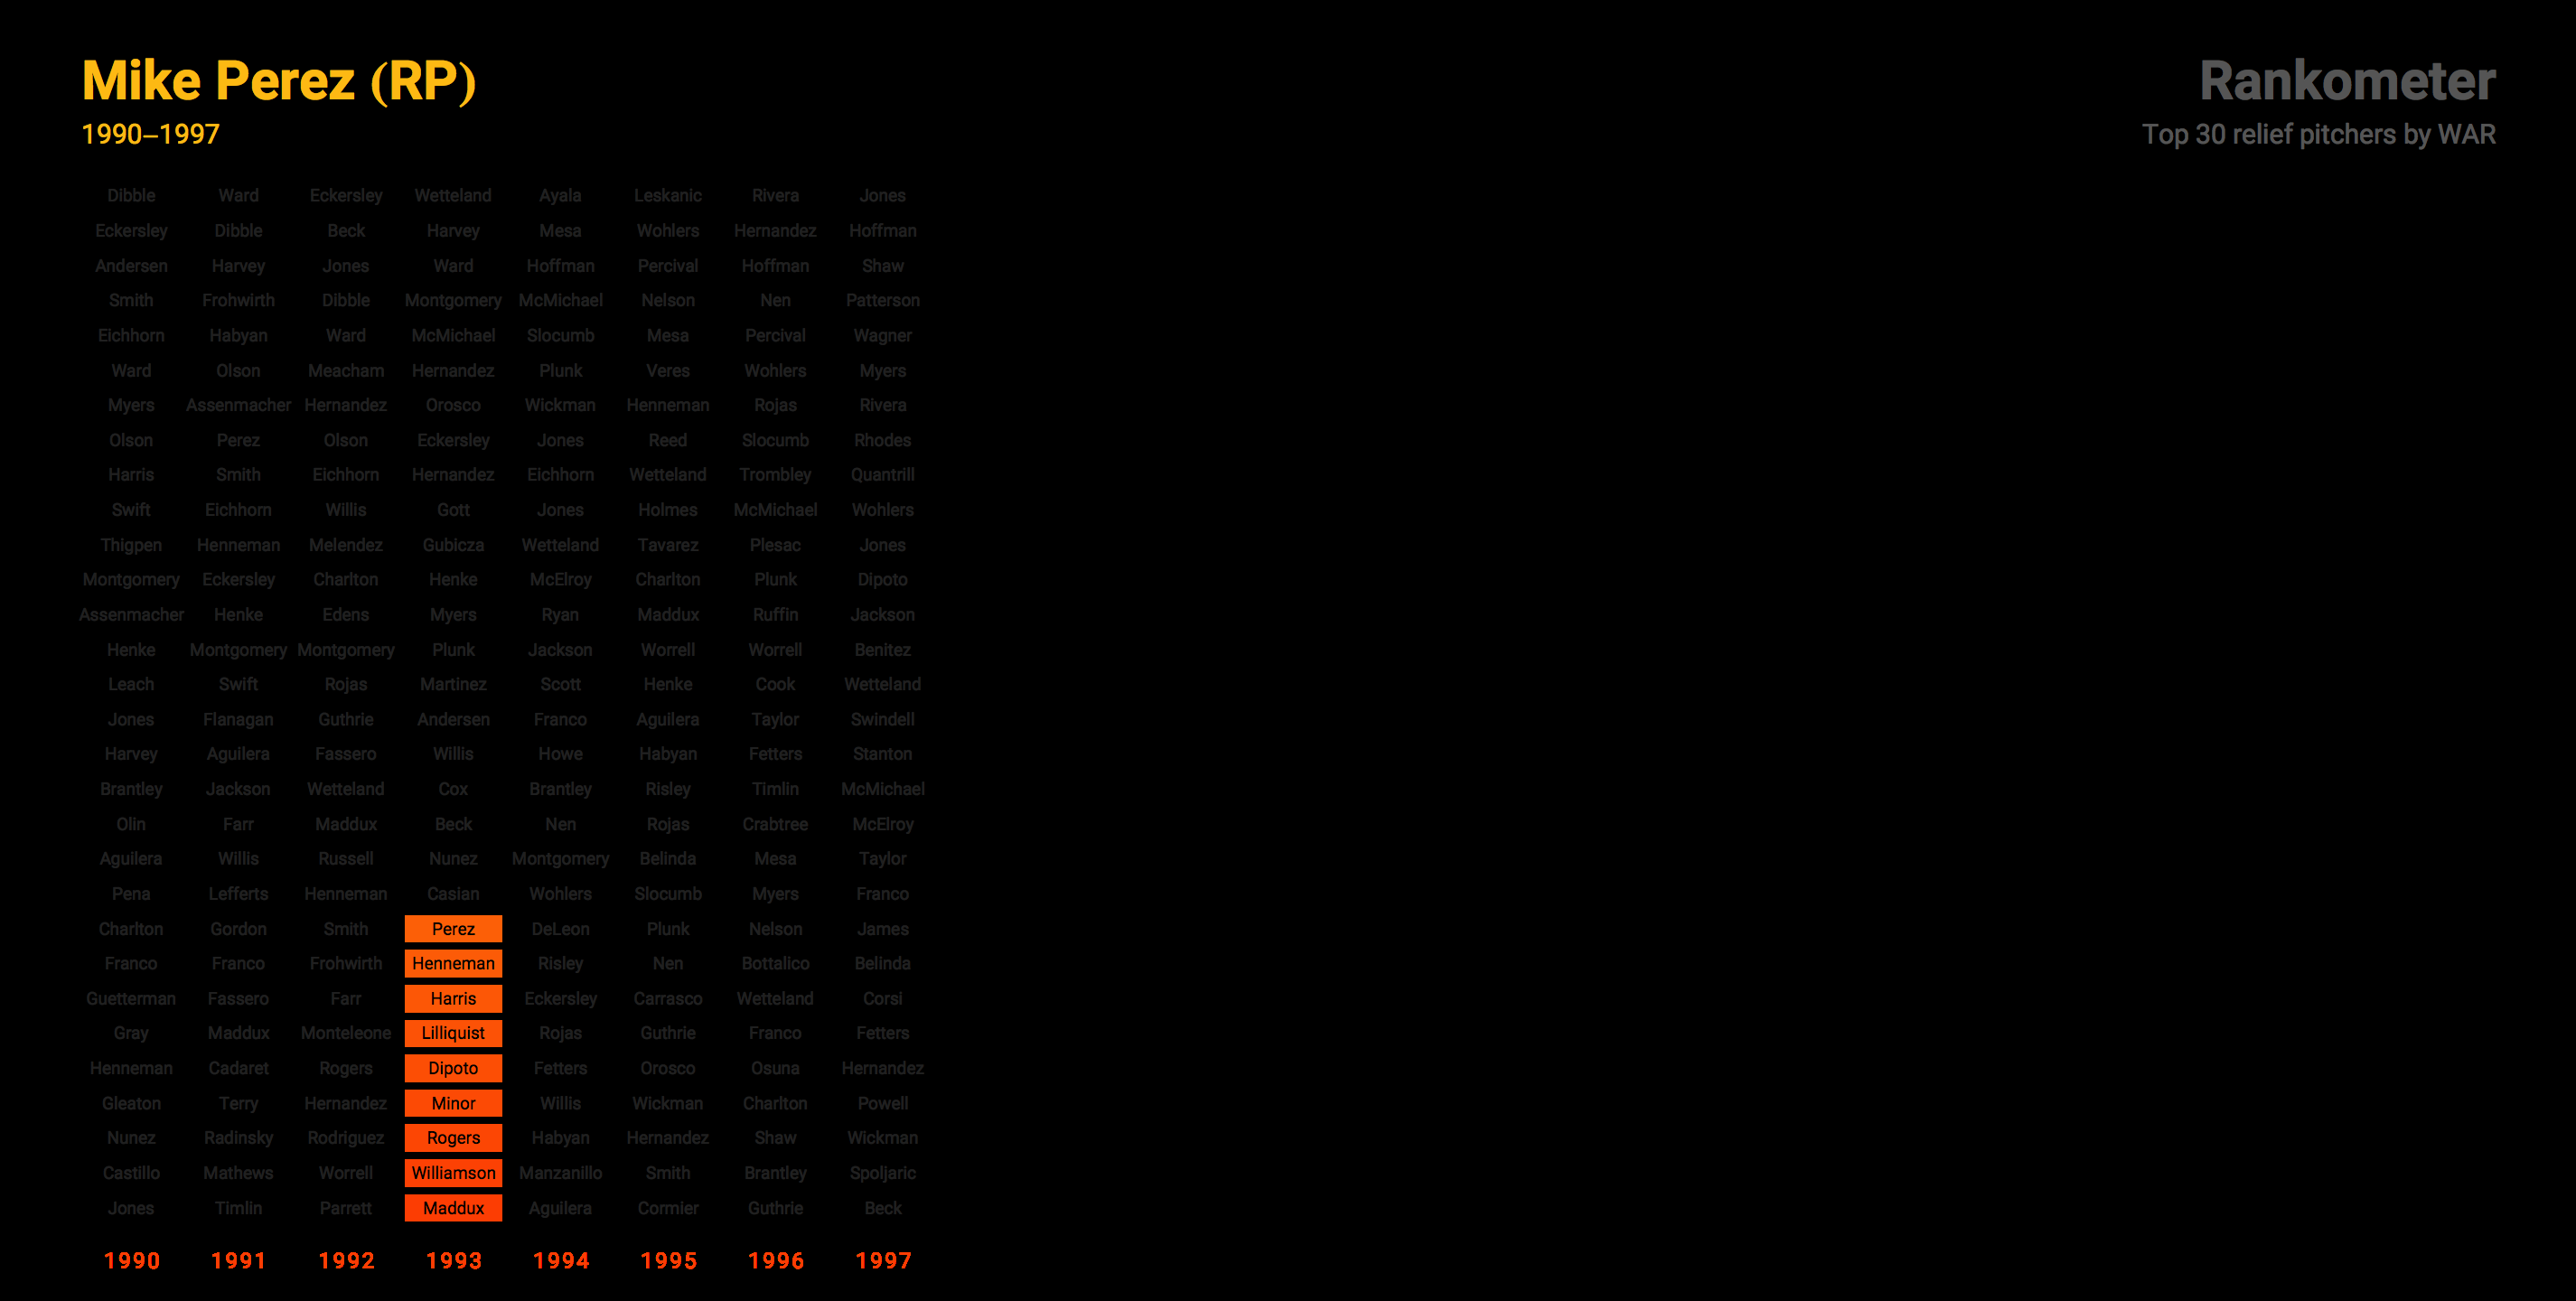 Mike Perez (RP)
1990–1997
Rankometer
Top 30 relief pitchers by WAR
Dibble Ward Eckersley Wetteland Ayala Leskanic Rivera Jones
Eckersley Dibble Beck Harvey Mesa Wohlers Hernandez Hoffman
Andersen Harvey Jones Ward Hoffman Percival Hoffman Shaw
Smith Frohwirth Dibble Montgomery McMichael Nelson Nen Patterson
Eichhorn Habyan Ward McMichael Slocumb Mesa Percival Wagner
Ward Olson Meacham Hernandez Plunk Veres Wohlers Myers
Myers Assenmacher Hernandez Orosco Wickman Henneman Rojas Rivera
Olson Perez Olson Eckersley Jones Reed Slocumb Rhodes
Harris Smith Eichhorn Hernandez Eichhorn Wetteland Trombley Quantrill
Swift Eichhorn Willis Gott Jones Holmes McMichael Wohlers
Thigpen Henneman Melendez Gubicza Wetteland Tavarez Plesac Jones
Montgomery Eckersley Charlton Henke McElroy Charlton Plunk Dipoto
Assenmacher Henke Edens Myers Ryan Maddux Ruffin Jackson
Henke Montgomery Montgomery Plunk Jackson Worrell Worrell Benitez
Leach Swift Rojas Martinez Scott Henke Cook Wetteland
Jones Flanagan Guthrie Andersen Franco Aguilera Taylor Swindell
Harvey Aguilera Fassero Willis Howe Habyan Fetters Stanton
Brantley Jackson Wetteland Cox Brantley Risley Timlin McMichael
Olin Farr Maddux Beck Nen Rojas Crabtree McElroy
Aguilera Willis Russell Nunez Montgomery Belinda Mesa Taylor
Pena Lefferts Henneman Casian Wohlers Slocumb Myers Franco
Charlton Gordon Smith Perez DeLeon Plunk Nelson James
Franco Franco Frohwirth Henneman Risley Nen Bottalico Belinda
Guetterman Fassero Farr Harris Eckersley Carrasco Wetteland Corsi
Gray Maddux Monteleone Lilliquist Rojas Guthrie Franco Fetters
Henneman Cadaret Rogers Dipoto Fetters Orosco Osuna Hernandez
Gleaton Terry Hernandez Minor Willis Wickman Charlton Powell
Nunez Radinsky Rodriguez Rogers Habyan Hernandez Shaw Wickman
Castillo Mathews Worrell Williamson Manzanillo Smith Brantley Spoljaric
Jones Timlin Parrett Maddux Aguilera Cormier Guthrie Beck
1990 1991 1992 1993 1994 1995 1996 1997